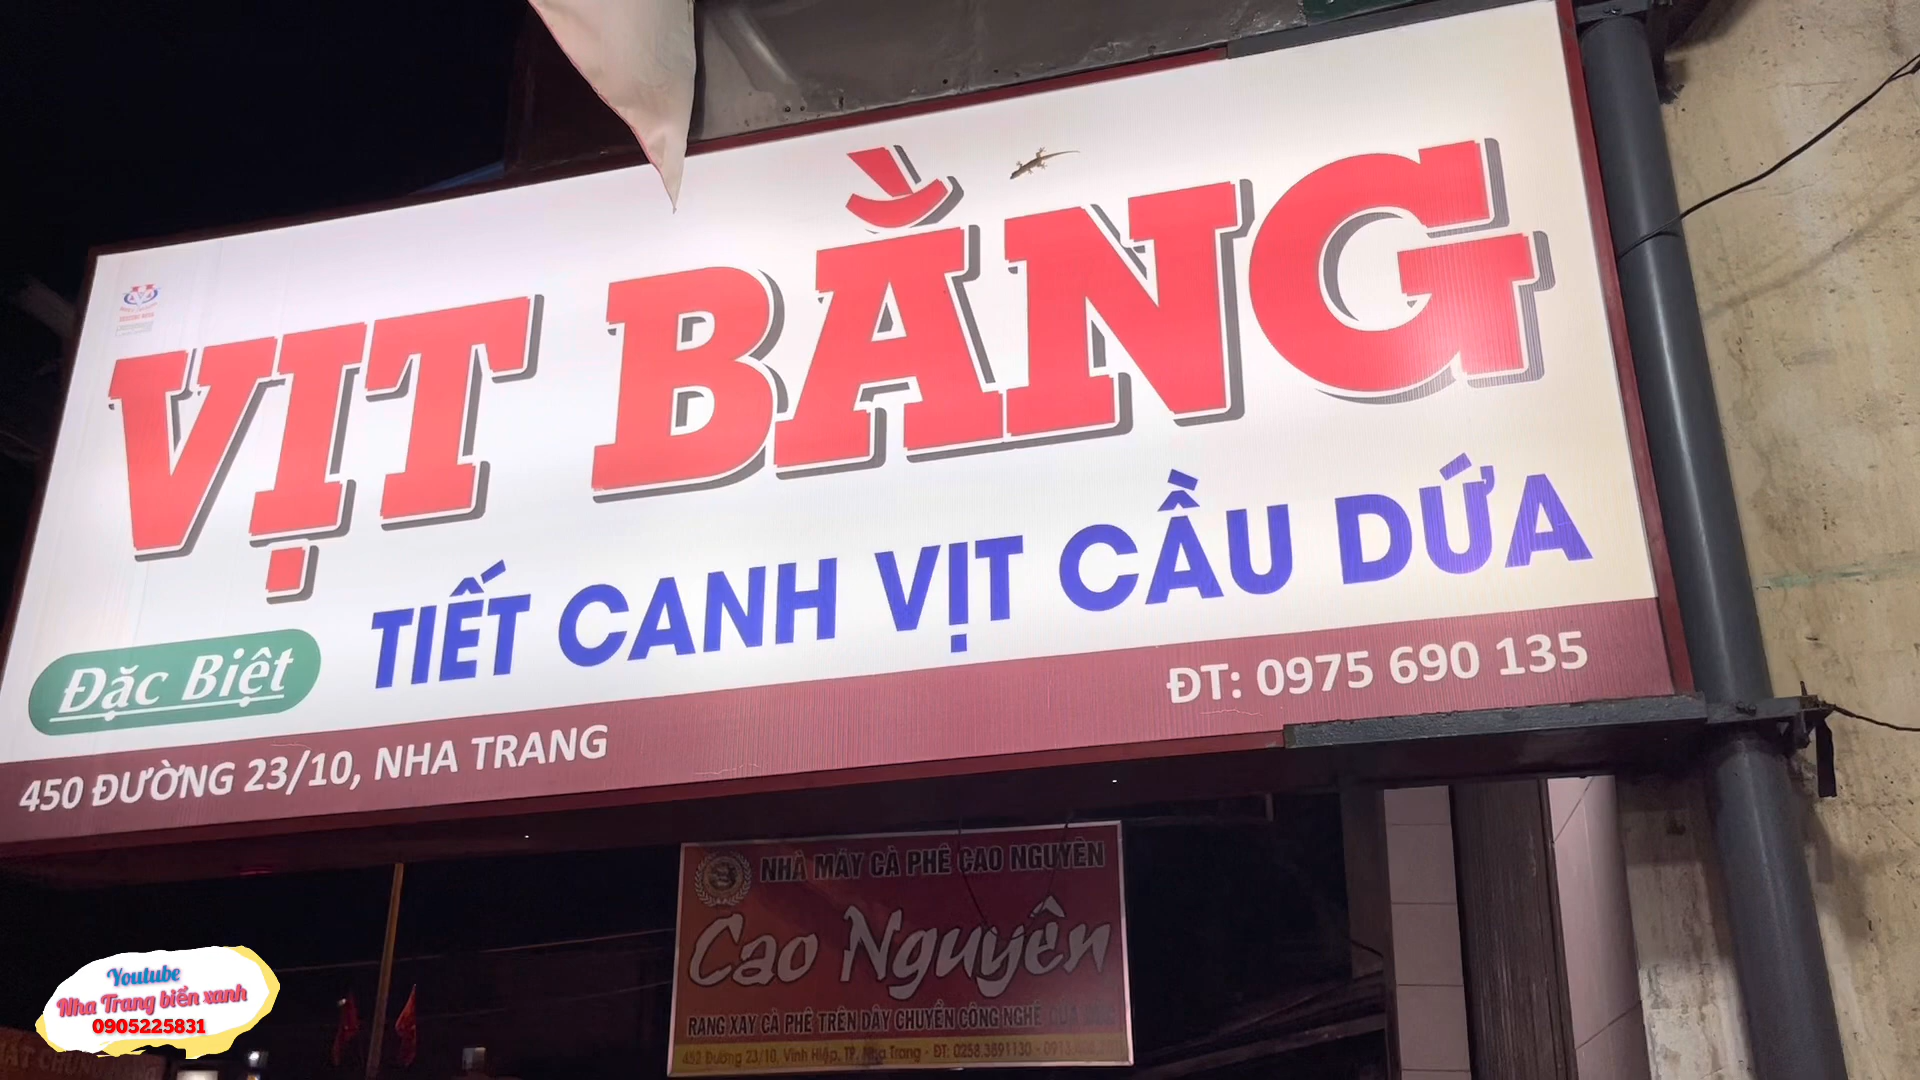 VỊT BẰNG
Đặc Biệt
TIẾT CANH VỊT CẦU DỨA
450 ĐƯỜNG 23/10, NHA TRANG
ĐT: 0975 690 135
NHÀ MÁY CÀ PHÊ CAO NGUYÊN
Cao Nguyên
RANG XAY CÀ PHÊ TRÊN DÂY CHUYỀN CÔNG NGHỆ
452 Đường 23/10, Vĩnh Hiệp, TP. Nha Trang - ĐT: 0258.3891130
Youtube
Nha Trang biển xanh
0905225831